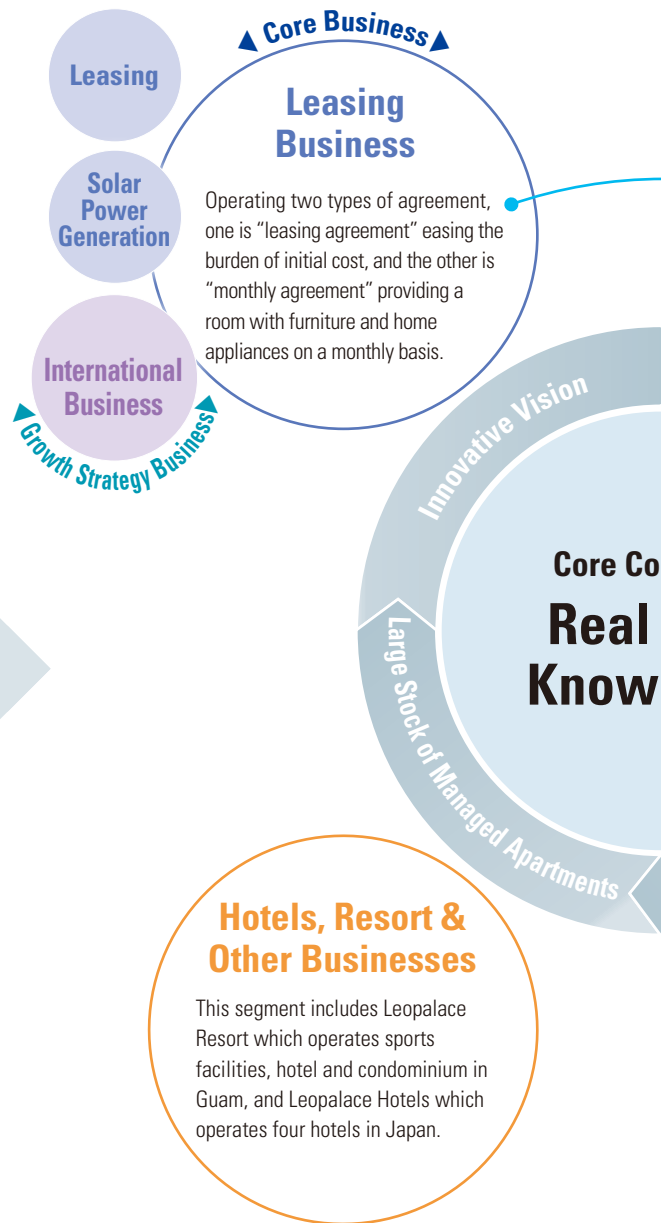 Core Business
Leasing
Leasing
Business
Solar
Power
Generation
Operating two types of agreement,
one is “leasing agreement” easing the
burden of initial cost, and the other is
“monthly agreement” providing a
room with furniture and home
appliances on a monthly basis.
International
Business
Growth Strategy Business
Innovative Vision
Core Co
Real
Know
Large Stock of Managed Apartments
Hotels, Resort &
Other Businesses
This segment includes Leopalace
Resort which operates sports
facilities, hotel and condominium in
Guam, and Leopalace Hotels which
operates four hotels in Japan.